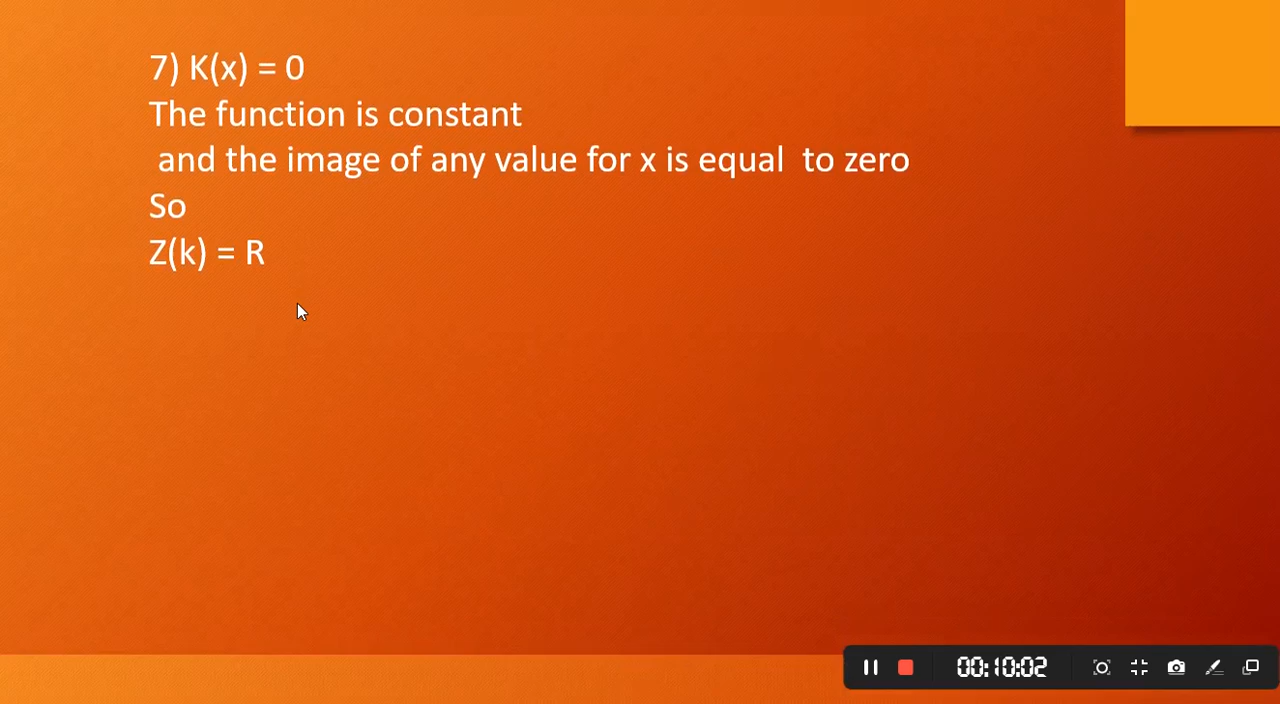 7) K(x) = 0
The function is constant
and the image of any value for x is equal  to zero
So
Z(k) = R
00:10:02